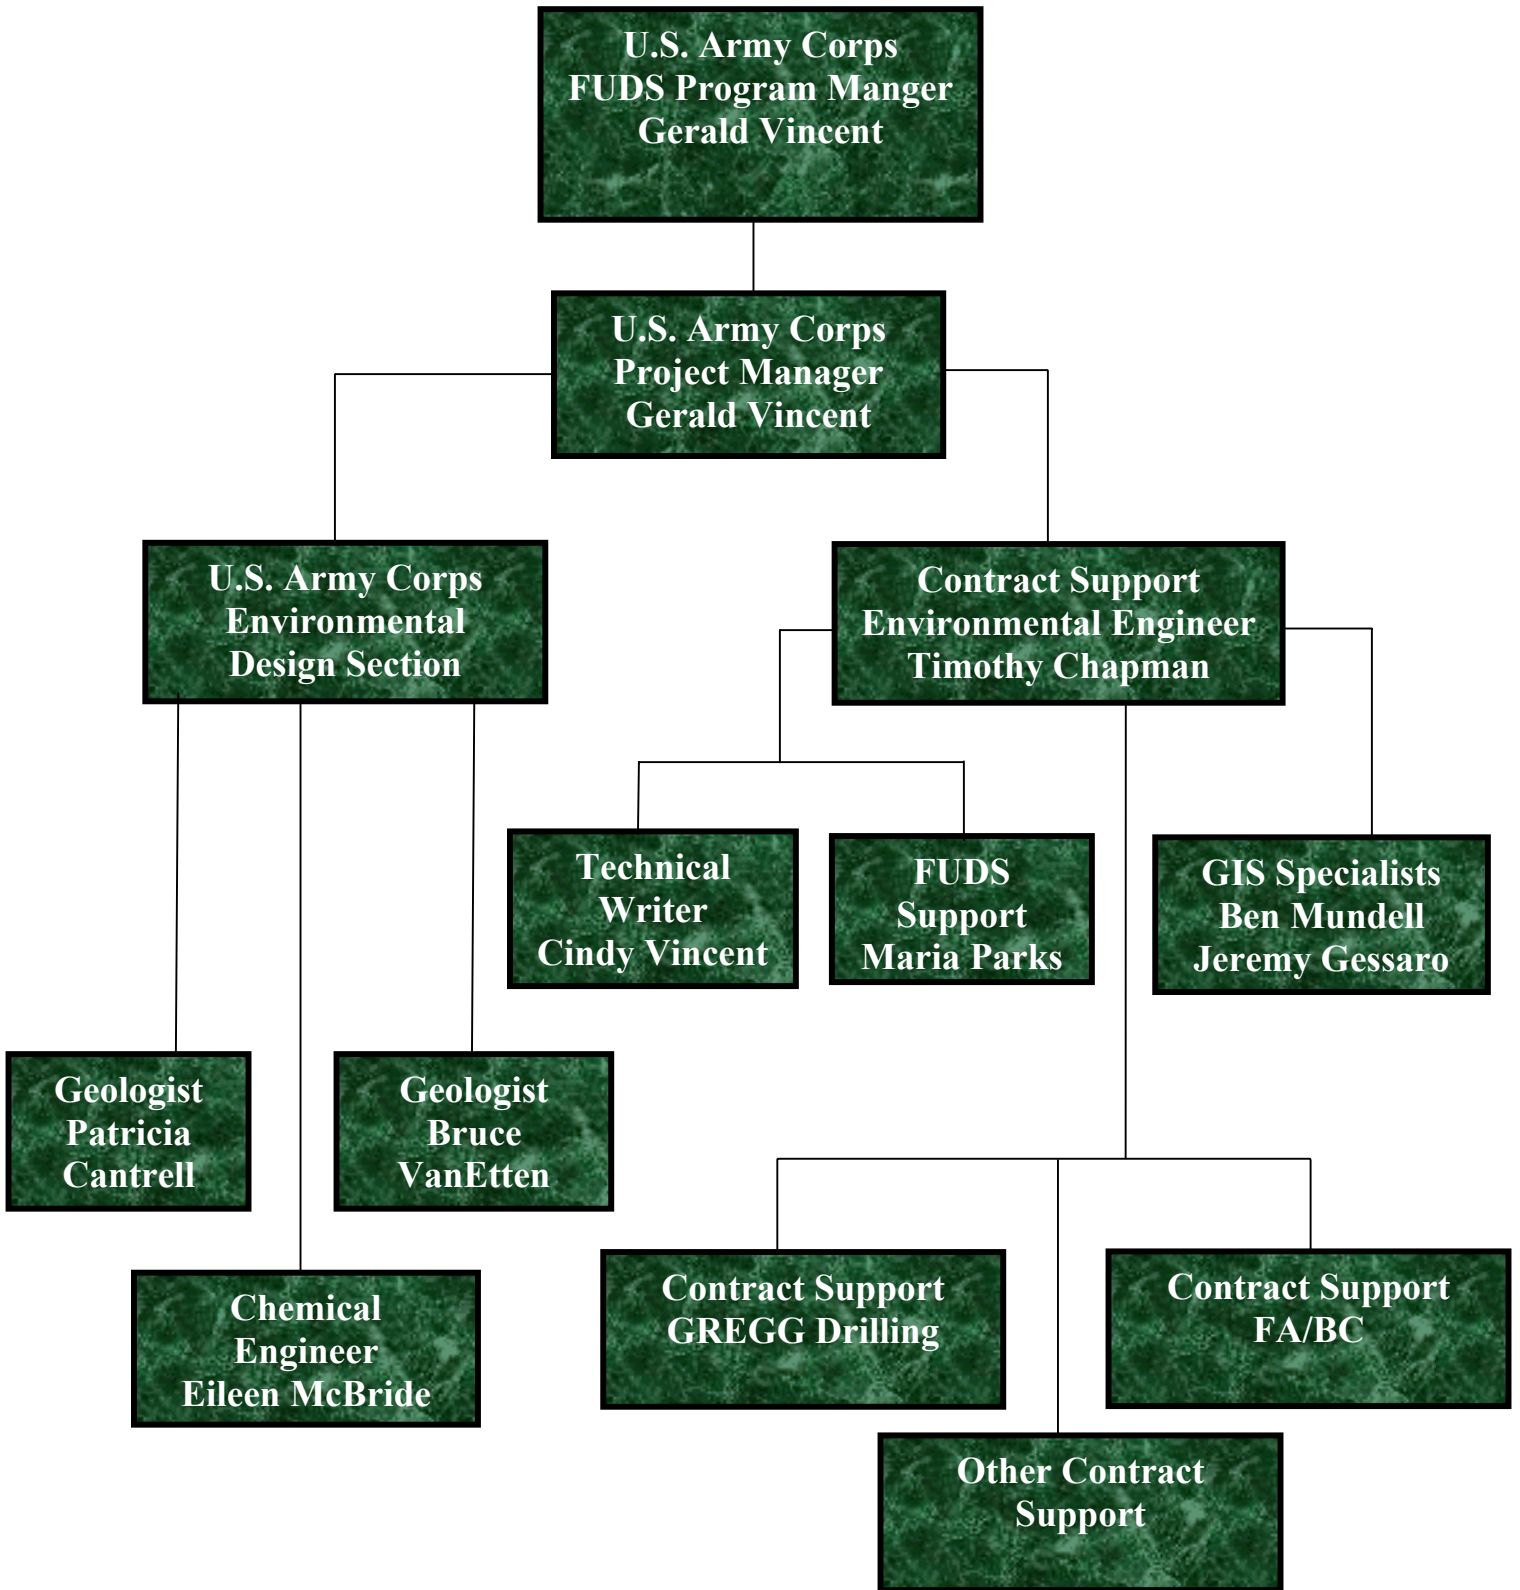 U.S. Army Corps
FUDS Program Manger
Gerald Vincent
U.S. Army Corps
Project Manager
Gerald Vincent
U.S. Army Corps
Environmental
Design Section
Contract Support
Environmental Engineer
Timothy Chapman
Technical
Writer
Cindy Vincent
FUDS
Support
Maria Parks
GIS Specialists
Ben Mundell
Jeremy Gessaro
Geologist
Patricia
Cantrell
Geologist
Bruce
VanEtten
Chemical
Engineer
Eileen McBride
Contract Support
GREGG Drilling
Contract Support
FA/BC
Other Contract
Support